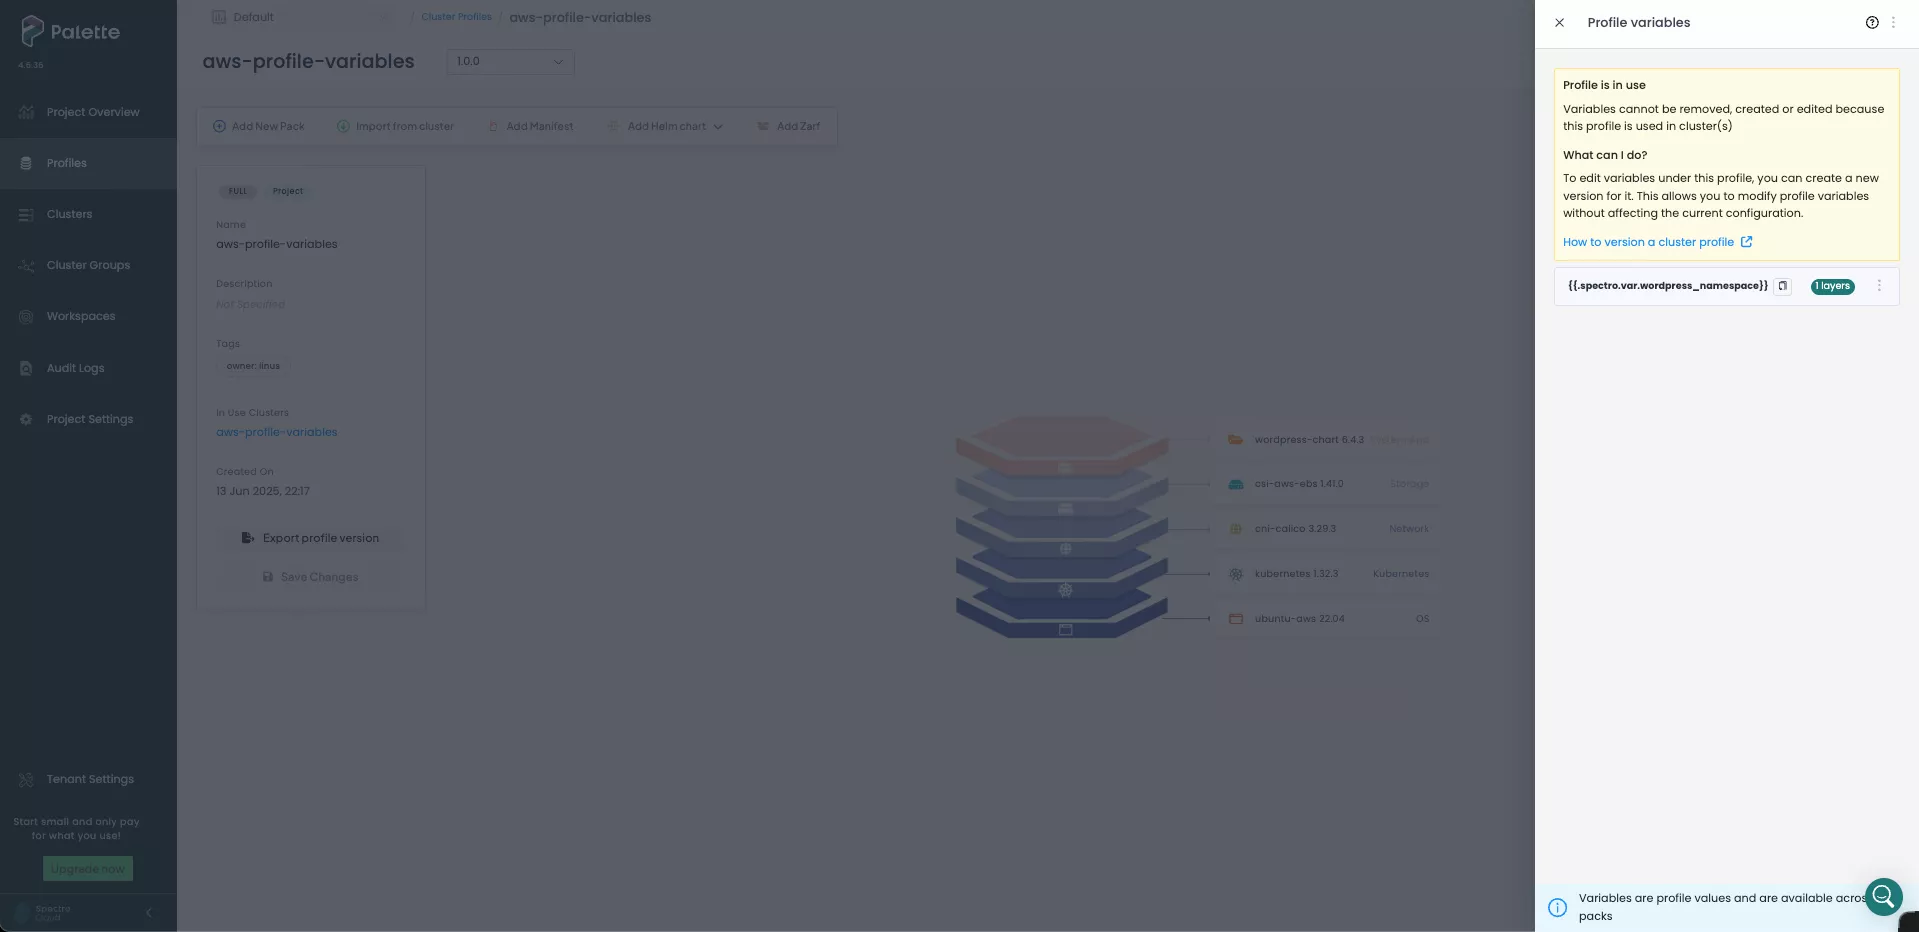 Palette
4.6.35
Project Overview
Profiles
Clusters
Cluster Groups
Workspaces
Audit Logs
Project Settings
Tenant Settings
Start small and only pay
for what you use!
Upgrade now
Spectro
Cloud
Default / Cluster Profiles / aws-profile-variables
aws-profile-variables 1.0.0
Add New Pack Import from cluster Add Manifest Add Helm chart Add Zarf
FULL Project
Name
aws-profile-variables
Description
Not Specified
Tags
owner: linus
In Use Clusters
aws-profile-variables
Created On
13 Jun 2025, 22:17
Export profile version
Save Changes
wordpress-chart 6.4.3
csi-aws-ebs 1.41.0 Storage
cni-calico 3.29.3 Network
kubernetes 1.32.3 Kubernetes
ubuntu-aws 22.04 OS
Profile variables
Profile is in use
Variables cannot be removed, created or edited because
this profile is used in cluster(s)
What can I do?
To edit variables under this profile, you can create a new
version for it. This allows you to modify profile variables
without affecting the current configuration.
How to version a cluster profile
{{.spectro.var.wordpress_namespace}} 1 layers
Variables are profile values and are available acros
packs